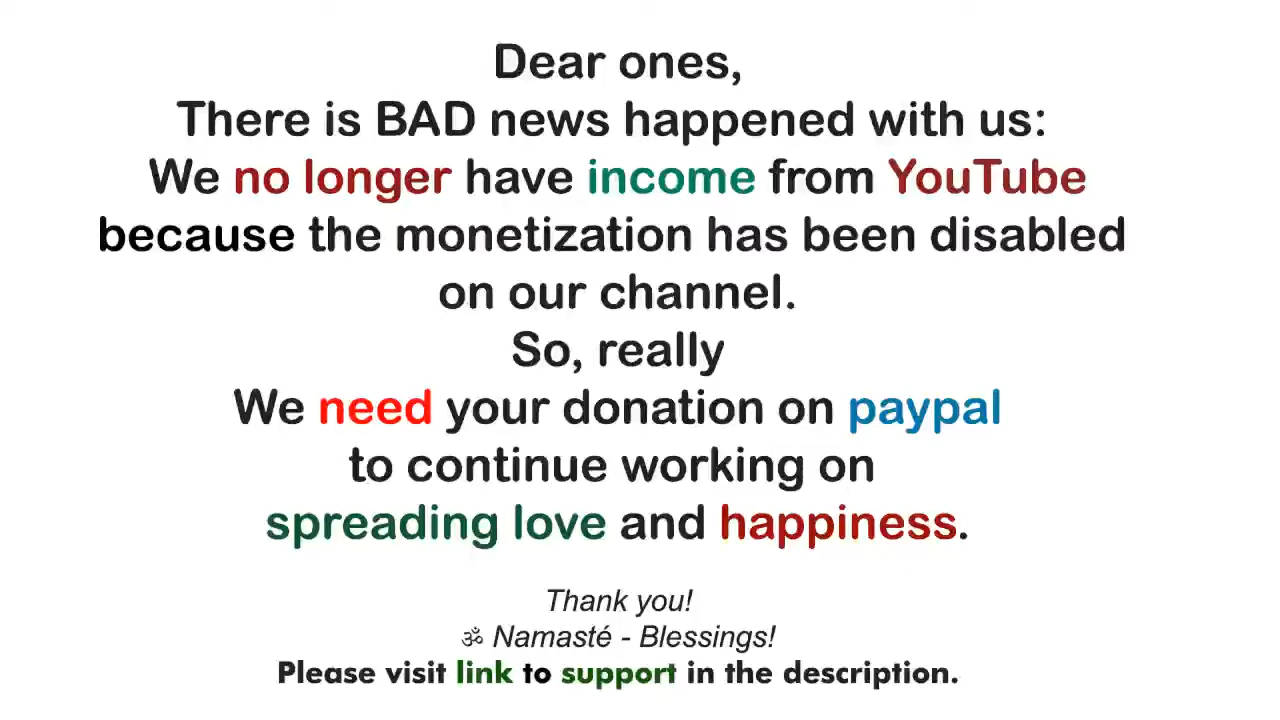 Dear ones,
There is BAD news happened with us:
We no longer have income from YouTube
because the monetization has been disabled
on our channel.
So, really
We need your donation on paypal
to continue working on
spreading love and happiness.
Thank you!
ॐ Namasté - Blessings!
Please visit link to support in the description.